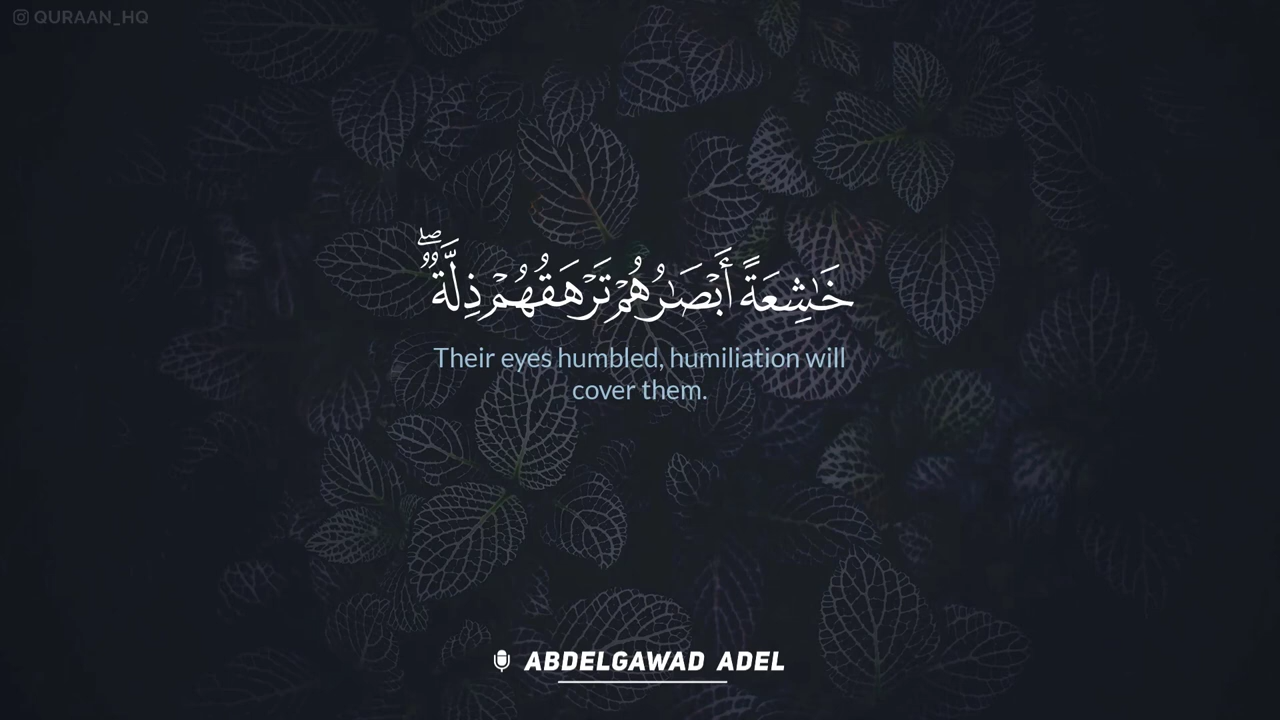 QURAAN_HQ
خَٰشِعَةً أَبْصَٰرُهُمْ تَرْهَقُهُمْ ذِلَّةٌۖ
Their eyes humbled, humiliation will
cover them.
ABDELGAWAD ADEL